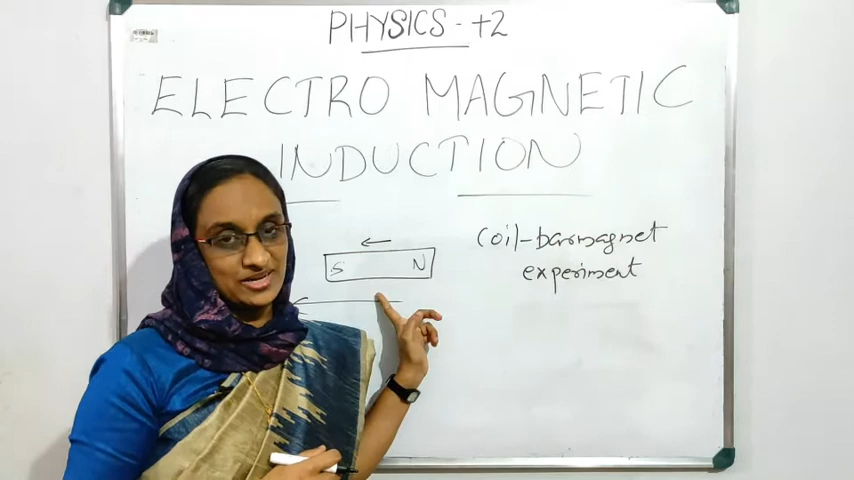 PHYSICS - +2
ELECTRO MAGNETIC
INDUCTION
Coil-barmagnet
experiment
S N